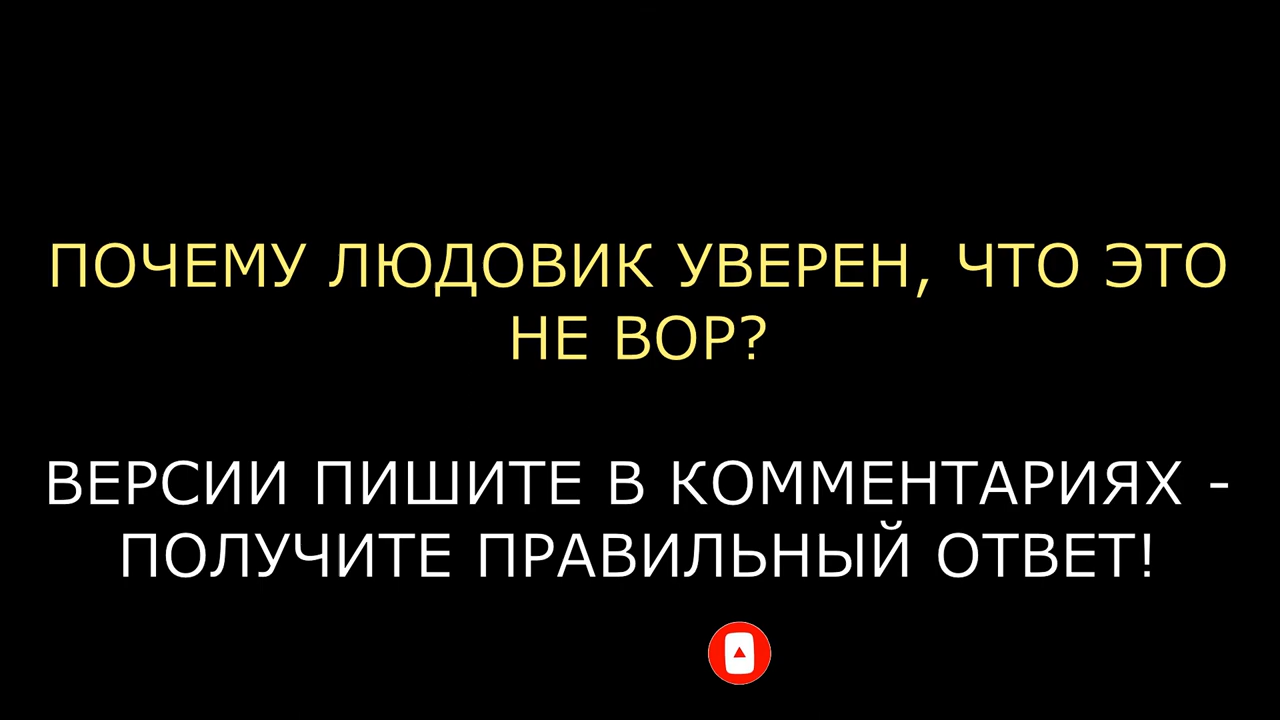 ПОЧЕМУ ЛЮДОВИК УВЕРЕН, ЧТО ЭТО
НЕ ВОР?
ВЕРСИИ ПИШИТЕ В КОММЕНТАРИЯХ -
ПОЛУЧИТЕ ПРАВИЛЬНЫЙ ОТВЕТ!